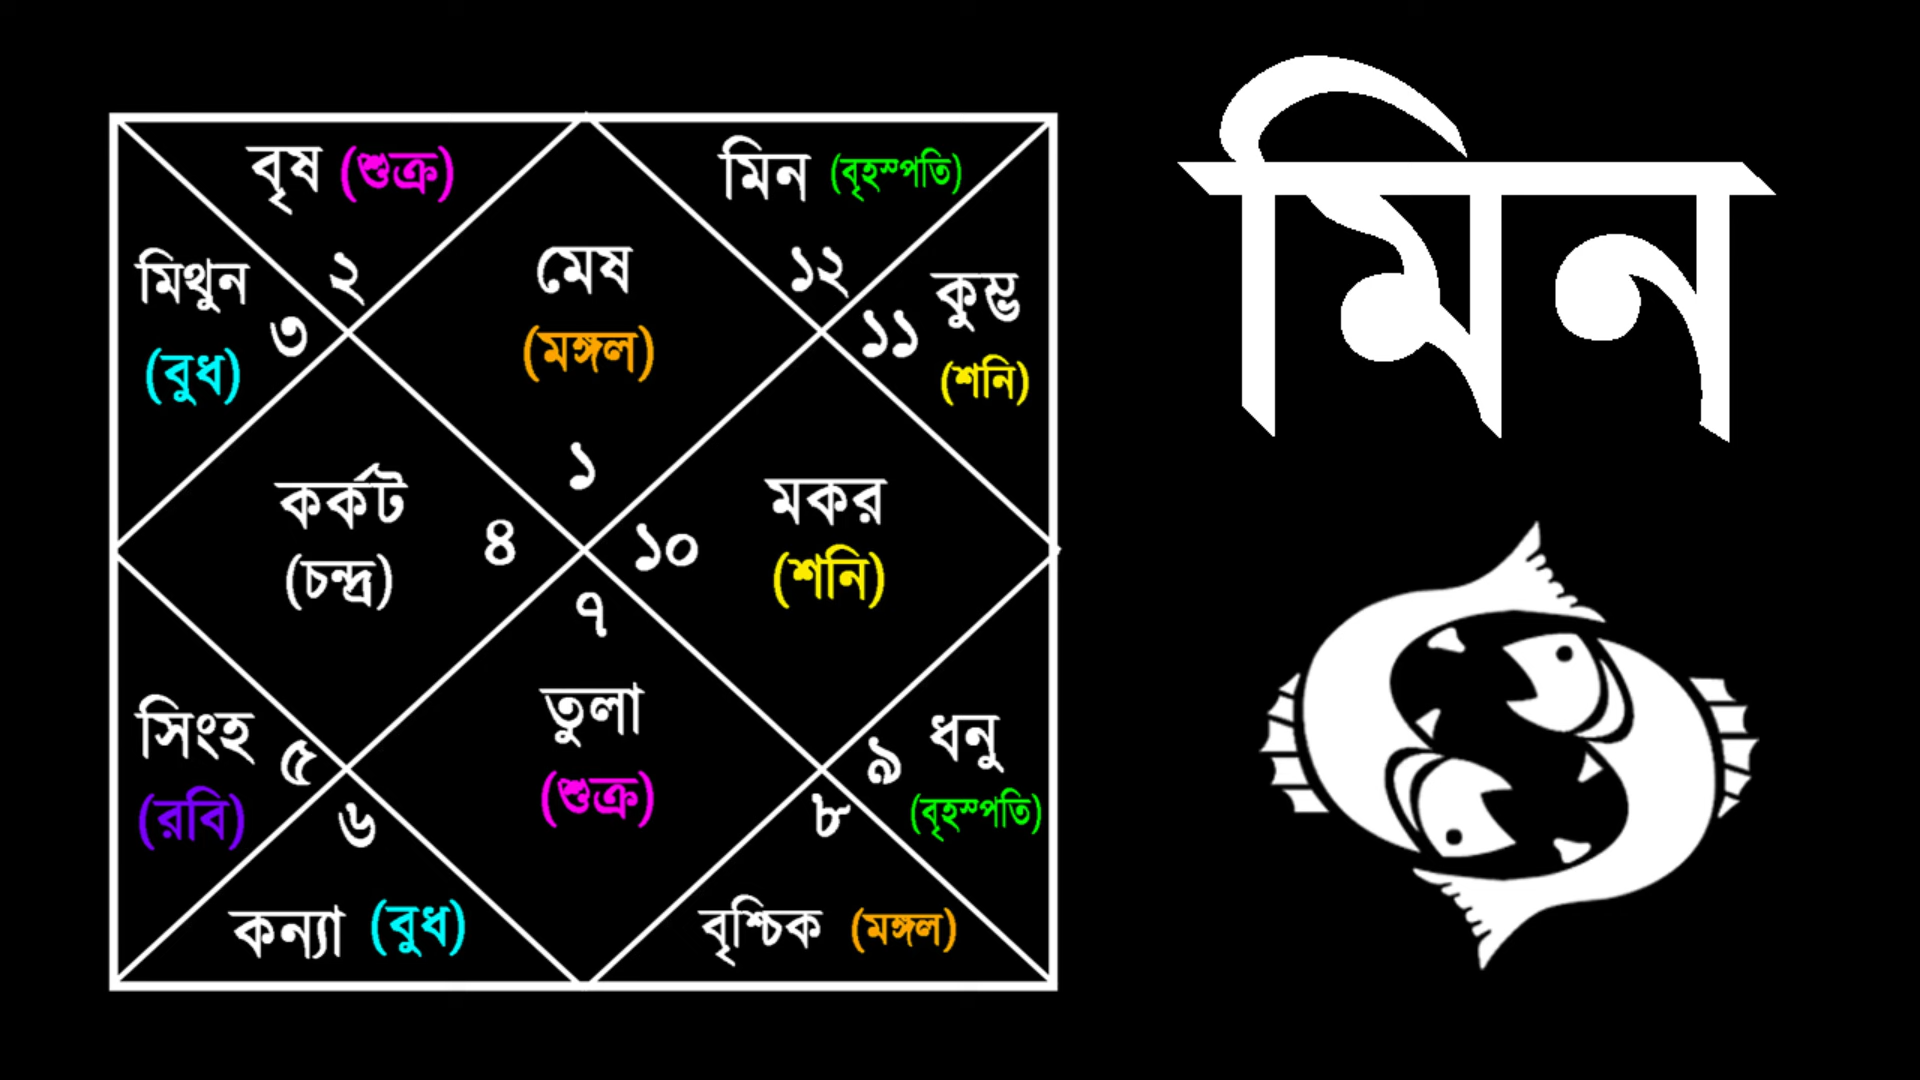 বৃষ (শুক্র)
২
মিন (বৃহস্পতি)
১২
মিথুন
৩
(বুধ)
মেষ
(মঙ্গল)
১
কুম্ভ
১১
(শনি)
কর্কট
(চন্দ্র)
৪
মকর
(শনি)
১০
৭
তুলা
(শুক্র)
সিংহ
৫
(রবি)
৬
কন্যা (বুধ)
ধনু
৯
(বৃহস্পতি)
৮
বৃশ্চিক (মঙ্গল)
মিন